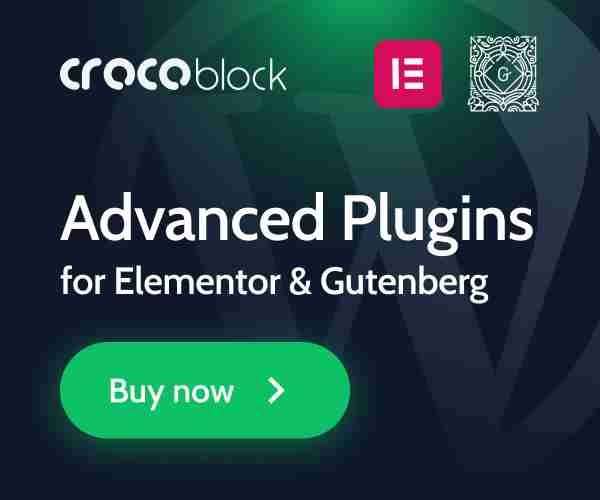 crocoblock
G
Advanced Plugins
for Elementor & Gutenberg
Buy now